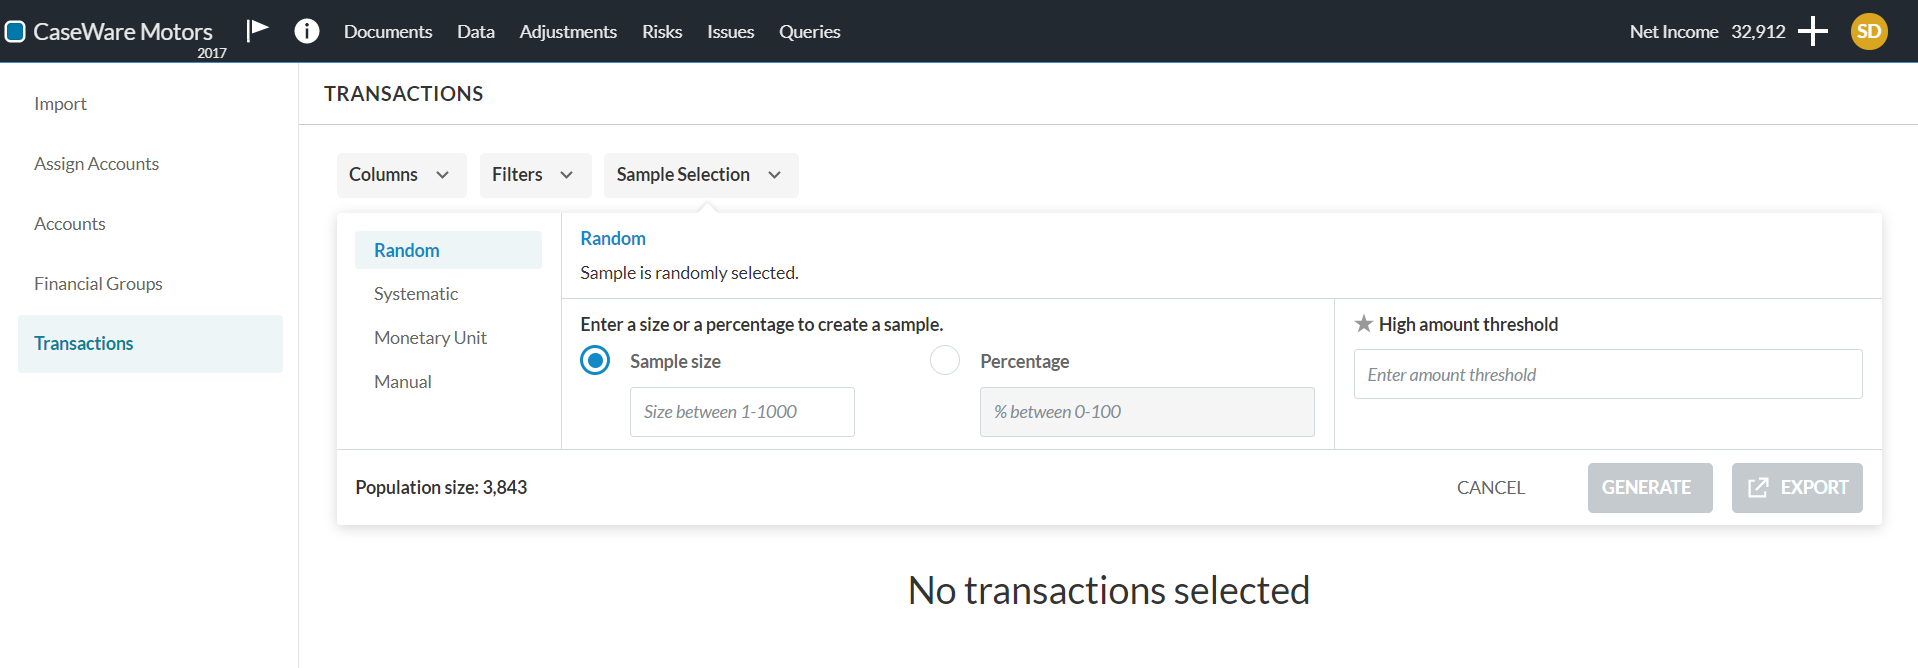 CaseWare Motors
2017
i
Documents Data Adjustments Risks Issues Queries
Net Income 32,912
SD
Import
Assign Accounts
Accounts
Financial Groups
Transactions
TRANSACTIONS
Columns Filters Sample Selection
Random
Systematic
Monetary Unit
Manual
Random
Sample is randomly selected.
Enter a size or a percentage to create a sample.
Sample size
Size between 1-1000
Percentage
% between 0-100
High amount threshold
Enter amount threshold
Population size: 3,843
CANCEL GENERATE EXPORT
No transactions selected